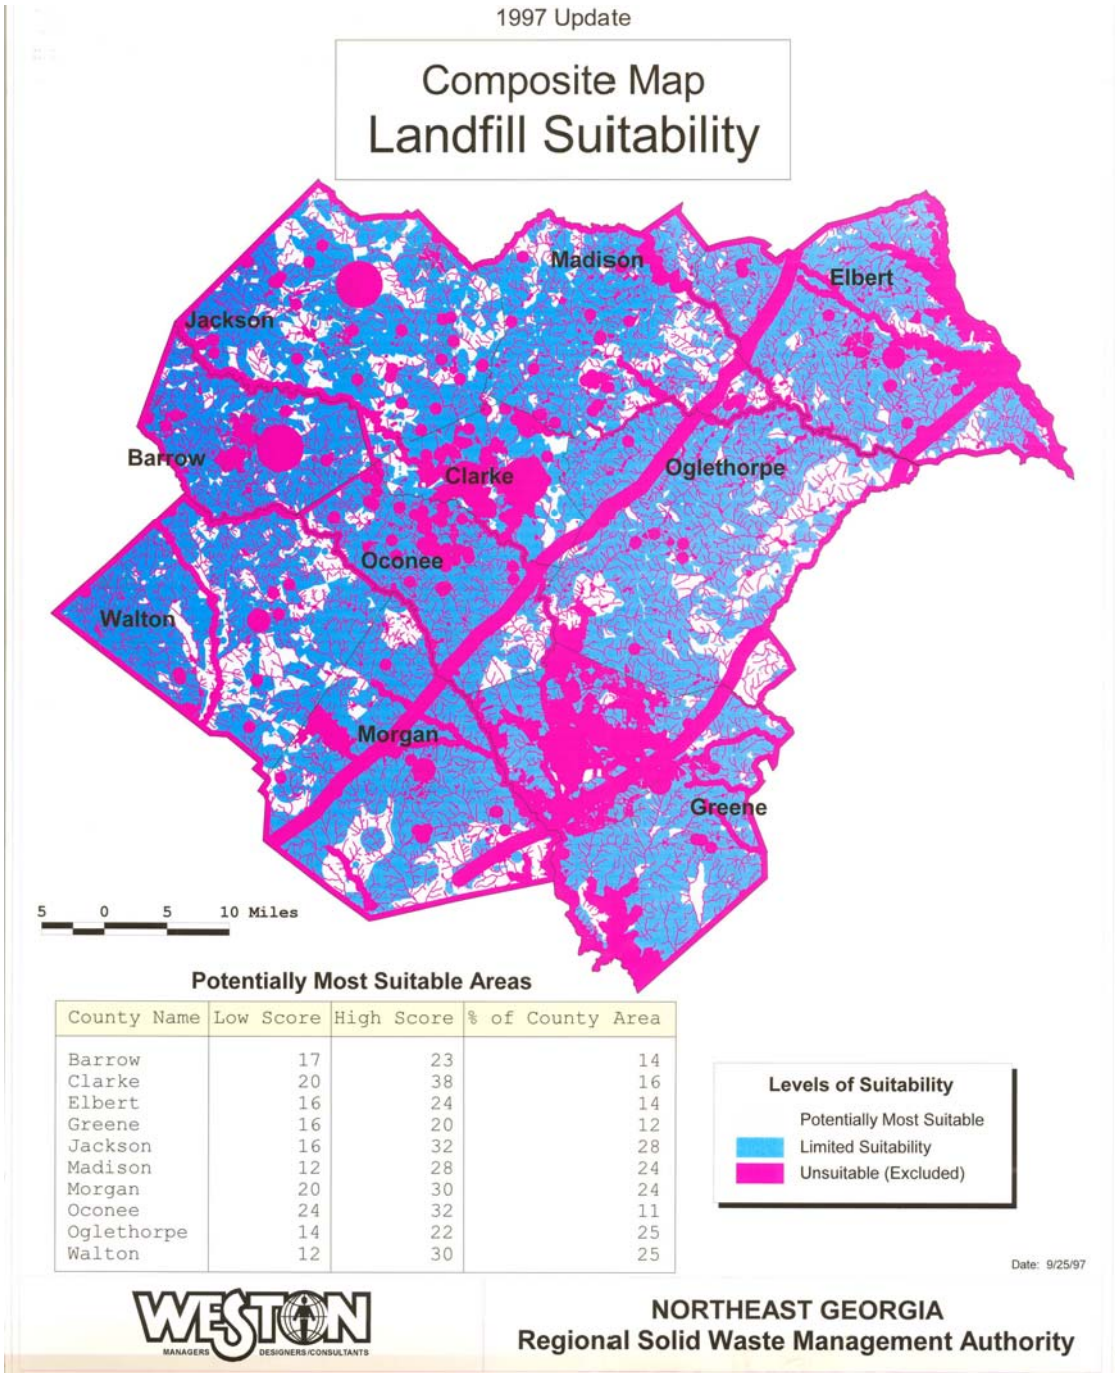 1997 Update
Composite Map
Landfill Suitability
Madison
Elbert
Jackson
Barrow
Clarke
Oglethorpe
Oconee
Walton
Morgan
Greene
5 0 5 10 Miles
Potentially Most Suitable Areas
County Name Low Score High Score % of County Area
Barrow 17 23 14
Clarke 20 38 16
Elbert 16 24 14
Greene 16 20 12
Jackson 16 32 28
Madison 12 28 24
Morgan 20 30 24
Oconee 24 32 11
Oglethorpe 14 22 25
Walton 12 30 25
Levels of Suitability
Potentially Most Suitable
Limited Suitability
Unsuitable (Excluded)
Date: 9/25/97
WESTON
MANAGERS DESIGNERS/CONSULTANTS
NORTHEAST GEORGIA
Regional Solid Waste Management Authority